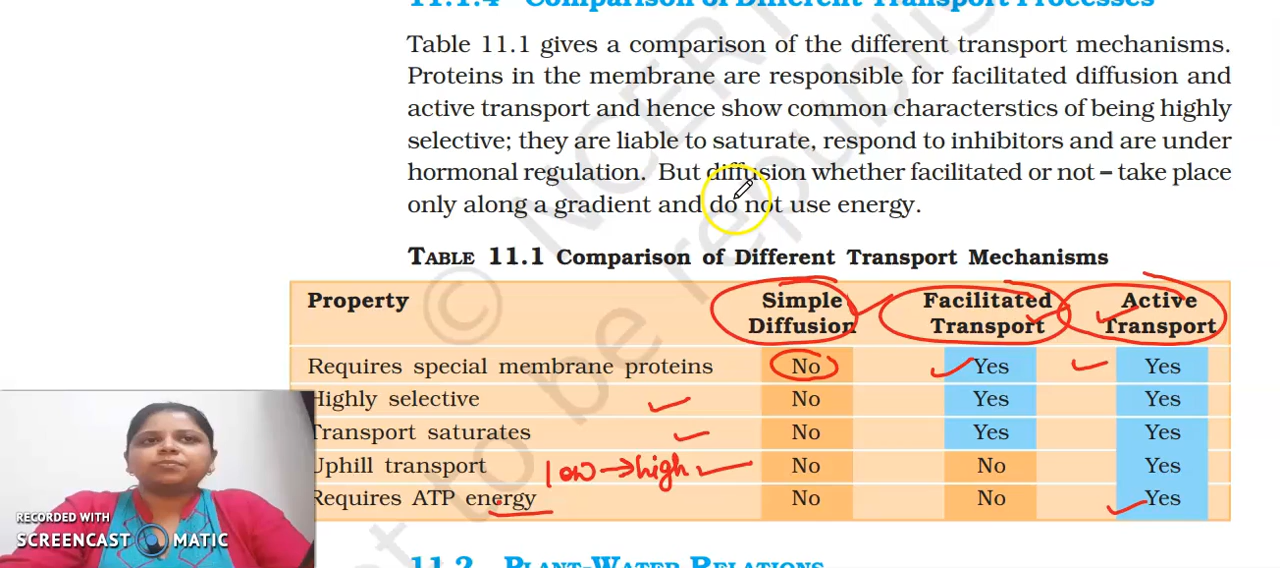 11.1.4 Comparison of Different Transport Processes
Table 11.1 gives a comparison of the different transport mechanisms.
Proteins in the membrane are responsible for facilitated diffusion and
active transport and hence show common characterstics of being highly
selective; they are liable to saturate, respond to inhibitors and are under
hormonal regulation. But diffusion whether facilitated or not – take place
only along a gradient and do not use energy.
TABLE 11.1 Comparison of Different Transport Mechanisms
Property Simple Diffusion Facilitated Transport Active Transport
Requires special membrane proteins No Yes Yes
Highly selective No Yes Yes
Transport saturates No Yes Yes
Uphill transport low → high No No Yes
Requires ATP energy No No Yes
RECORDED WITH
SCREENCAST MATIC
11.2 PLANT-WATER RELATIONS
© NCERT
not to be republis